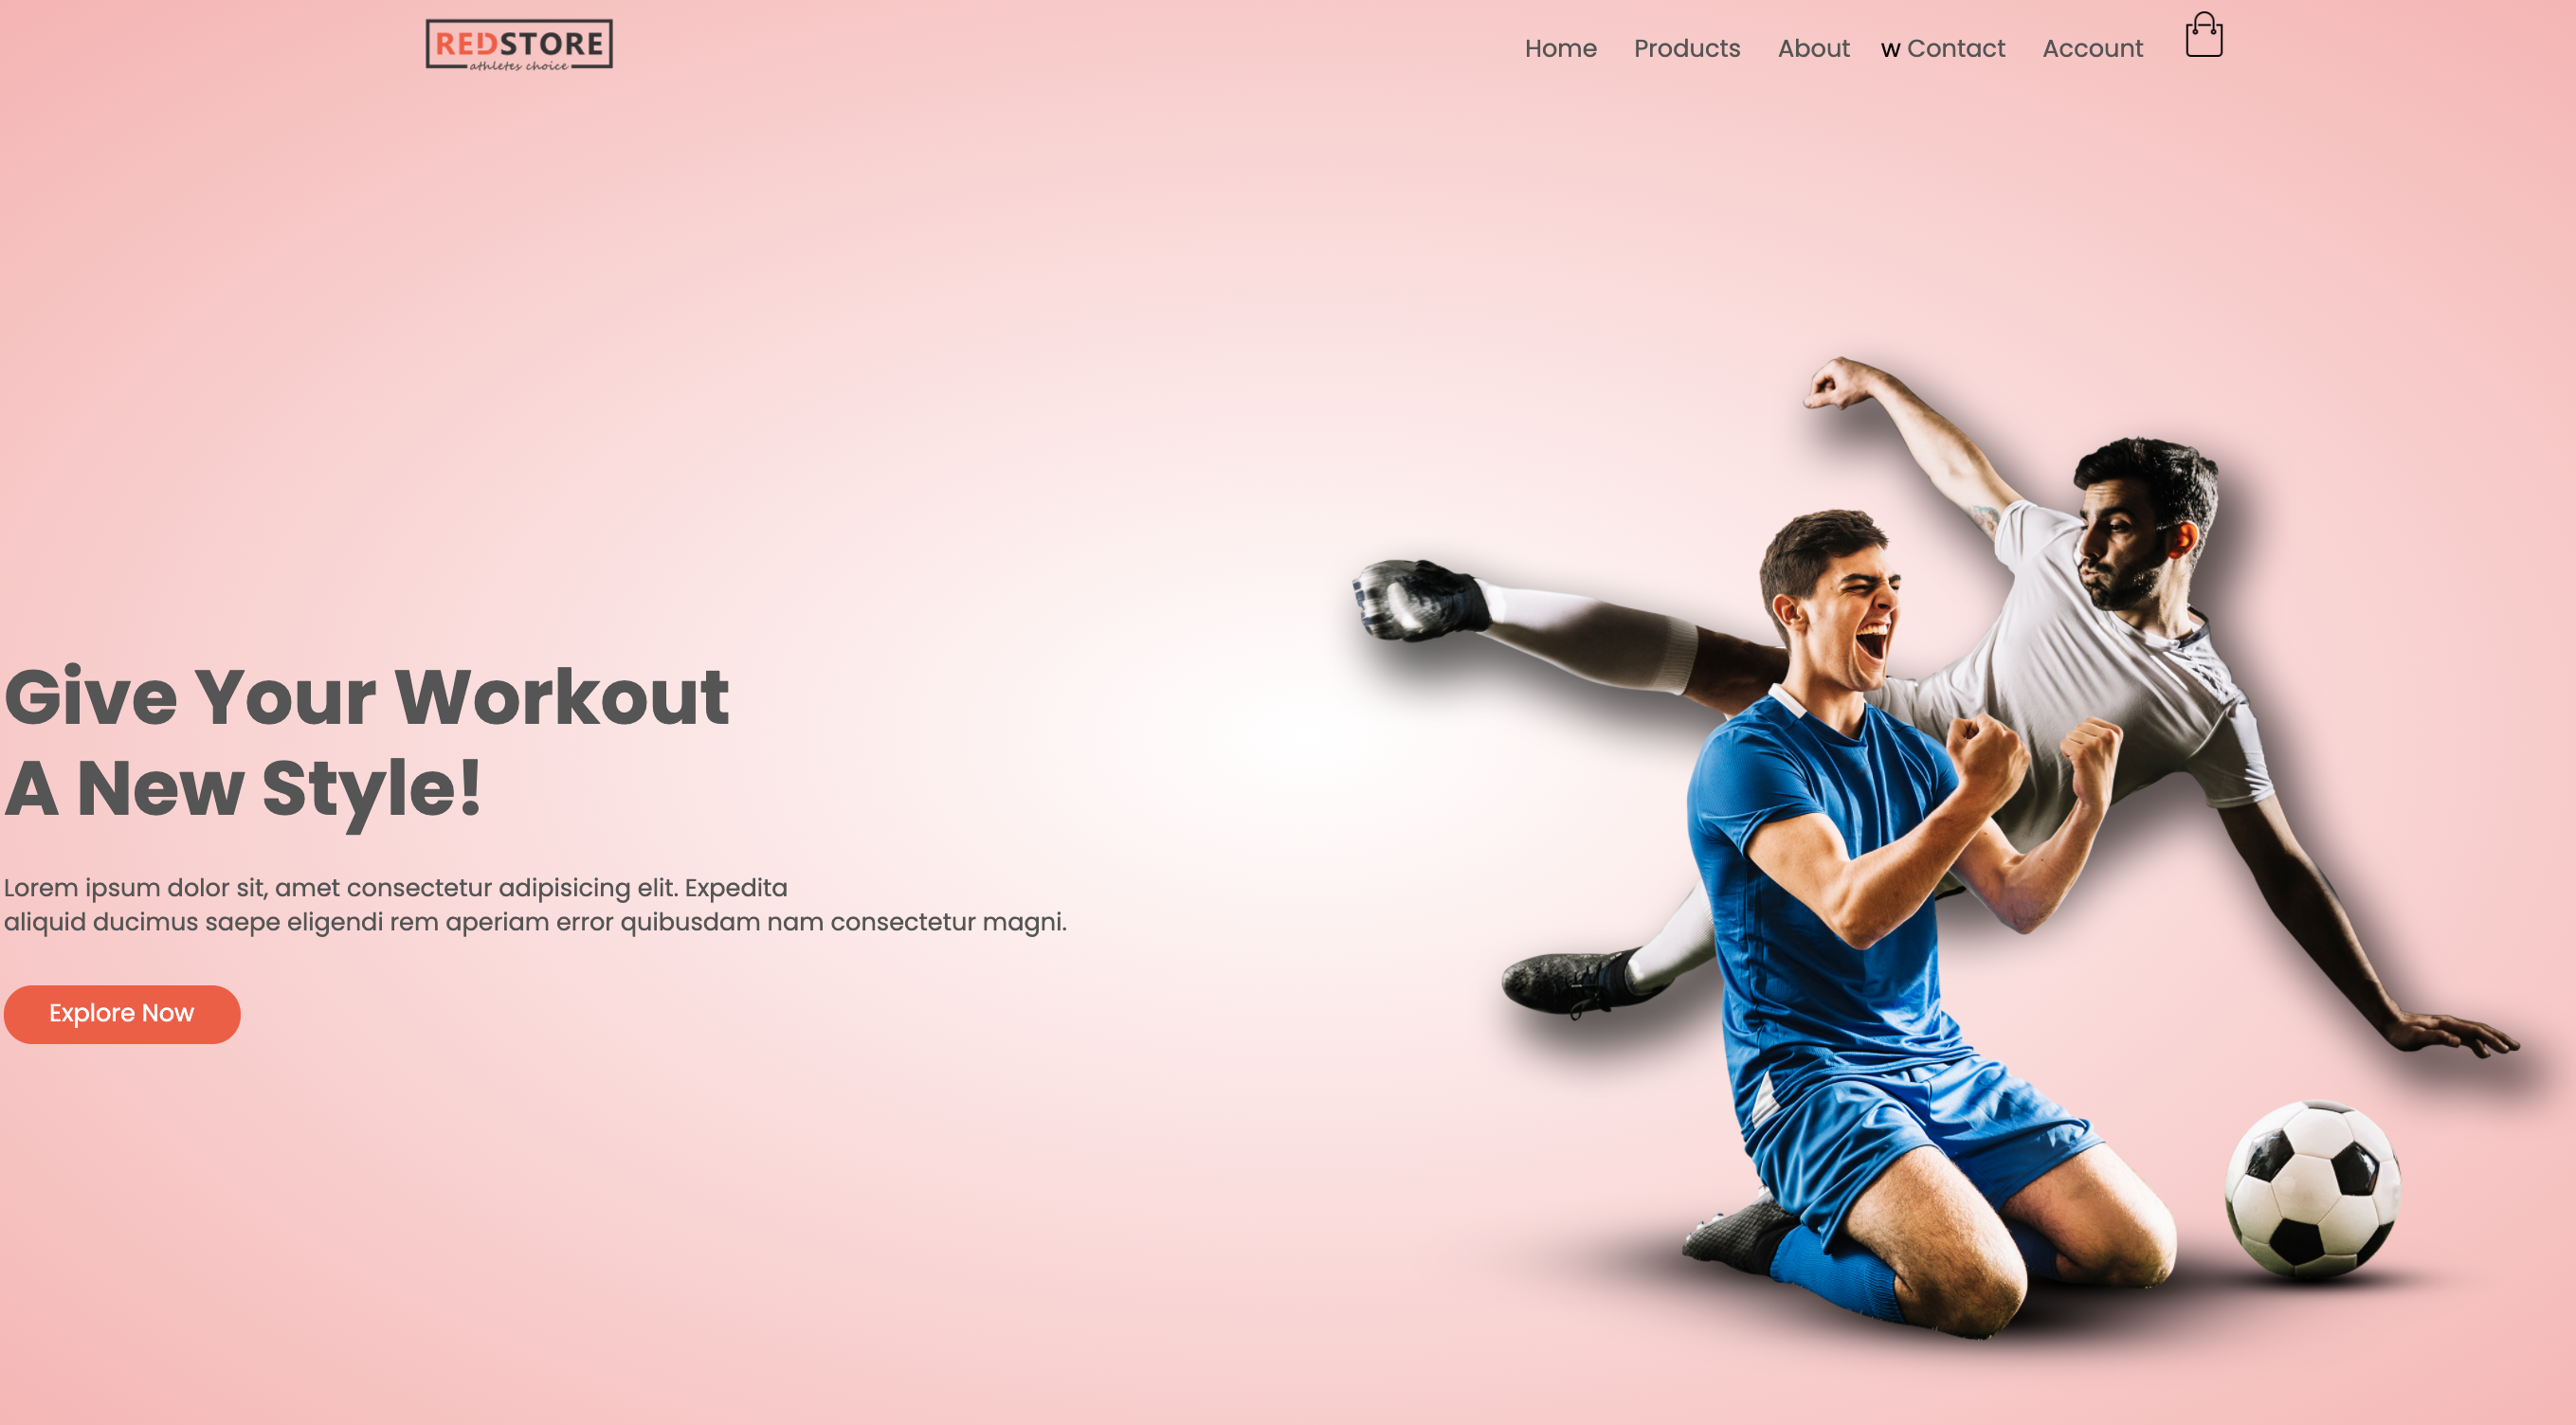 REDSTORE
athletes choice
Home Products About w Contact Account
Give Your Workout
A New Style!
Lorem ipsum dolor sit, amet consectetur adipisicing elit. Expedita
aliquid ducimus saepe eligendi rem aperiam error quibusdam nam consectetur magni.
Explore Now